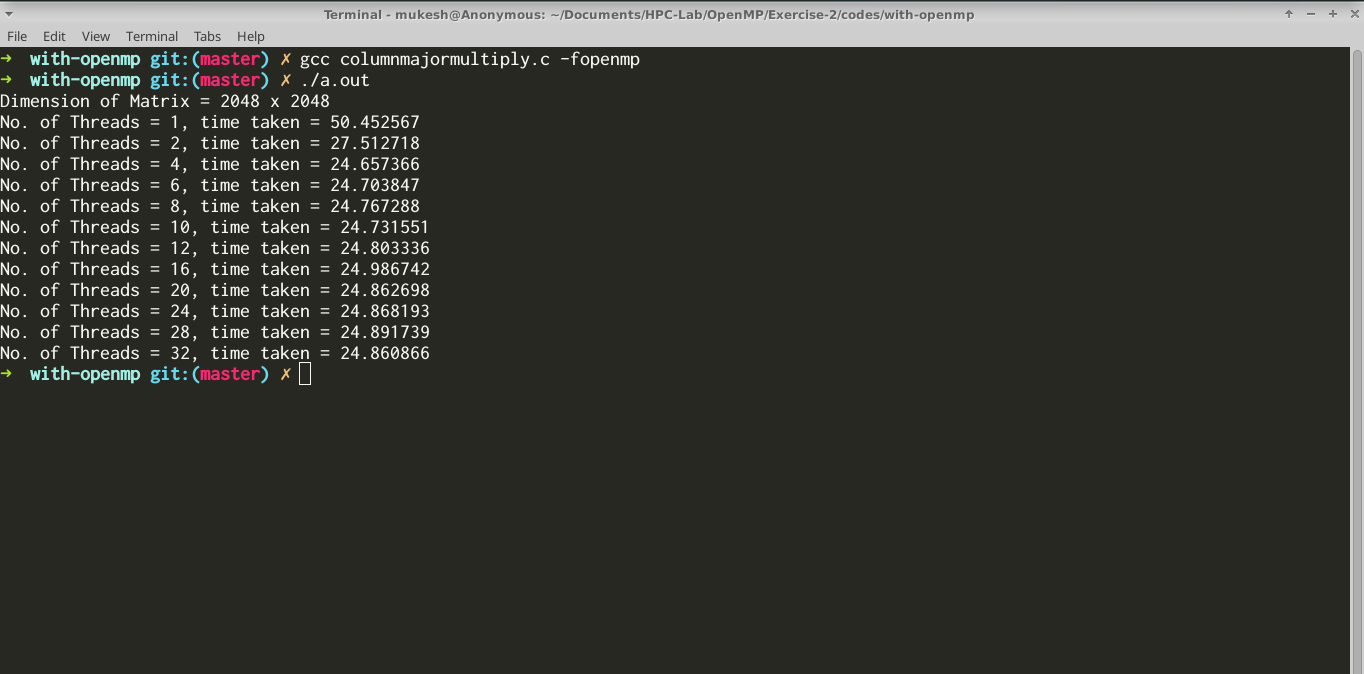 Terminal - mukesh@Anonymous: ~/Documents/HPC-Lab/OpenMP/Exercise-2/codes/with-openmp
File Edit View Terminal Tabs Help
➜ with-openmp git:(master) ✗ gcc columnmajormultiply.c -fopenmp
➜ with-openmp git:(master) ✗ ./a.out
Dimension of Matrix = 2048 x 2048
No. of Threads = 1, time taken = 50.452567
No. of Threads = 2, time taken = 27.512718
No. of Threads = 4, time taken = 24.657366
No. of Threads = 6, time taken = 24.703847
No. of Threads = 8, time taken = 24.767288
No. of Threads = 10, time taken = 24.731551
No. of Threads = 12, time taken = 24.803336
No. of Threads = 16, time taken = 24.986742
No. of Threads = 20, time taken = 24.862698
No. of Threads = 24, time taken = 24.868193
No. of Threads = 28, time taken = 24.891739
No. of Threads = 32, time taken = 24.860866
➜ with-openmp git:(master) ✗